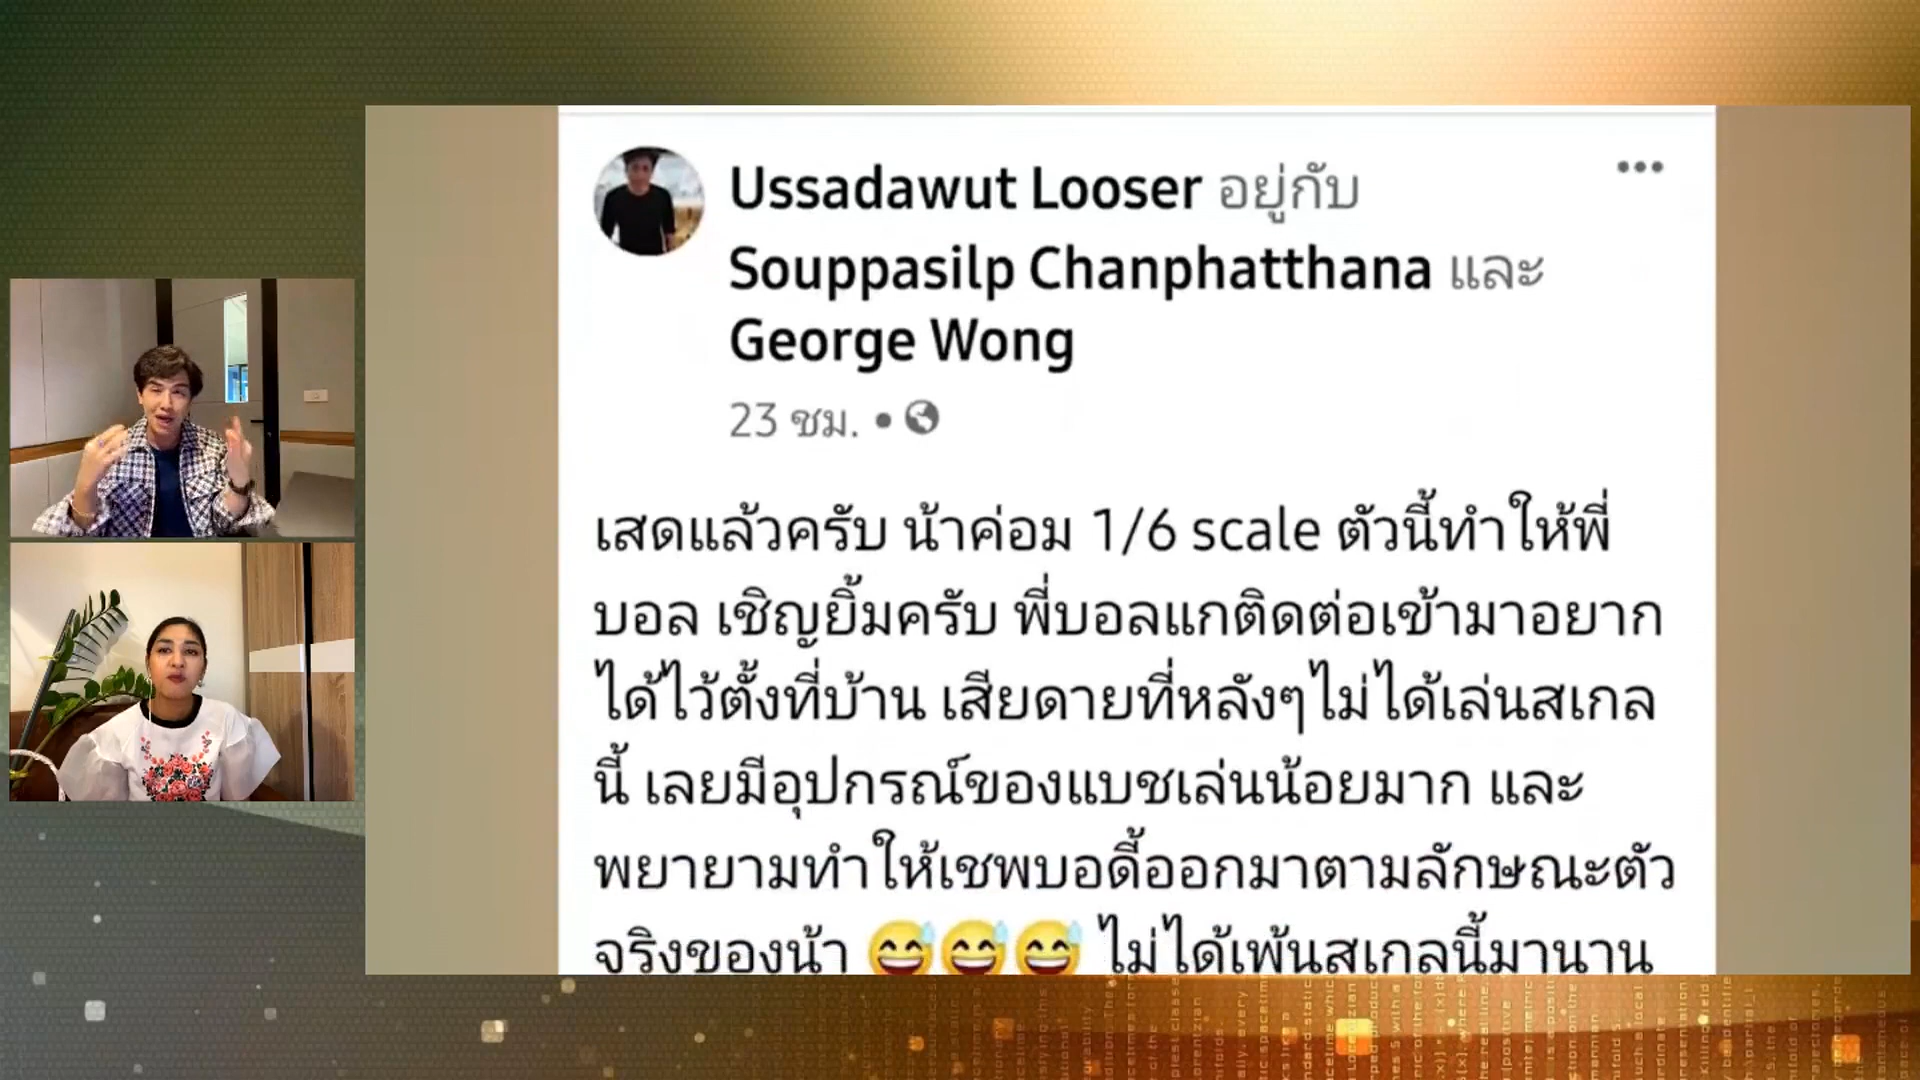 Ussadawut Looser อยู่กับ
Souppasilp Chanphatthana และ
George Wong
23 ชม.
เสดแล้วครับ น้าค่อม 1/6 scale ตัวนี้ทำให้พี่
บอล เชิญยิ้มครับ พี่บอลแกติดต่อเข้ามาอยาก
ได้ไว้ตั้งที่บ้าน เสียดายที่หลังๆไม่ได้เล่นสเกล
นี้ เลยมีอุปกรณ์ของแบชเล่นน้อยมาก และ
พยายามทำให้เชพบอดี้ออกมาตามลักษณะตัว
จริงของน้า 😅😅😅 ไม่ได้เพ้นสเกลนี้มานาน